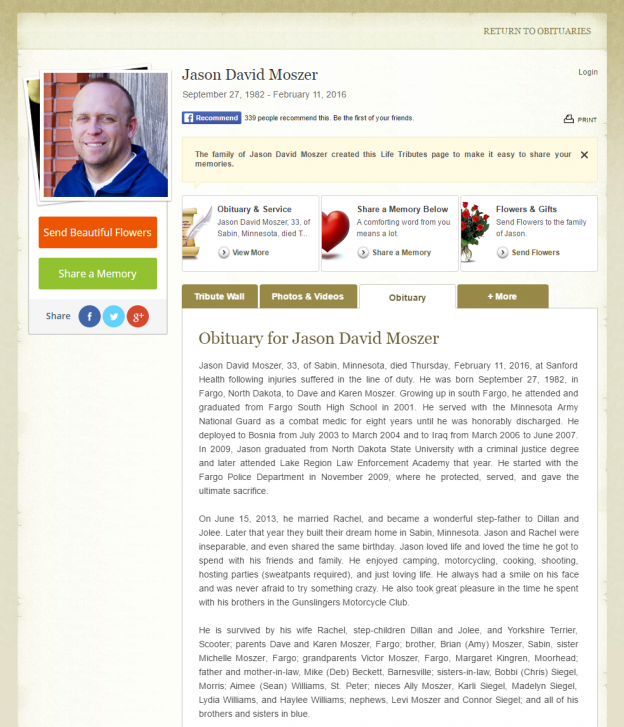 RETURN TO OBITUARIES
Jason David Moszer
Login
September 27, 1982 - February 11, 2016
f Recommend 339 people recommend this. Be the first of your friends.
PRINT
The family of Jason David Moszer created this Life Tributes page to make it easy to share your
memories.
Obituary & Service
Jason David Moszer, 33, of
Sabin, Minnesota, died T...
View More
Share a Memory Below
A comforting word from you
means a lot.
Share a Memory
Flowers & Gifts
Send Flowers to the family
of Jason.
Send Flowers
Send Beautiful Flowers
Share a Memory
Share f g+
Tribute Wall
Photos & Videos
Obituary
+ More
Obituary for Jason David Moszer
Jason David Moszer, 33, of Sabin, Minnesota, died Thursday, February 11, 2016, at Sanford
Health following injuries suffered in the line of duty. He was born September 27, 1982, in
Fargo, North Dakota, to Dave and Karen Moszer. Growing up in south Fargo, he attended and
graduated from Fargo South High School in 2001. He served with the Minnesota Army
National Guard as a combat medic for eight years until he was honorably discharged. He
deployed to Bosnia from July 2003 to March 2004 and to Iraq from March 2006 to June 2007.
In 2009, Jason graduated from North Dakota State University with a criminal justice degree
and later attended Lake Region Law Enforcement Academy that year. He started with the
Fargo Police Department in November 2009, where he protected, served, and gave the
ultimate sacrifice.
On June 15, 2013, he married Rachel, and became a wonderful step-father to Dillan and
Jolee. Later that year they built their dream home in Sabin, Minnesota. Jason and Rachel were
inseparable, and even shared the same birthday. Jason loved life and loved the time he got to
spend with his friends and family. He enjoyed camping, motorcycling, cooking, shooting,
hosting parties (sweatpants required), and just loving life. He always had a smile on his face
and was never afraid to try something crazy. He also took great pleasure in the time he spent
with his brothers in the Gunslingers Motorcycle Club.
He is survived by his wife Rachel, step-children Dillan and Jolee, and Yorkshire Terrier,
Scooter; parents Dave and Karen Moszer, Fargo; brother, Brian (Amy) Moszer, Sabin, sister
Michelle Moszer, Fargo; grandparents Victor Moszer, Fargo, Margaret Kingren, Moorhead;
father and mother-in-law, Mike (Deb) Beckett, Barnesville; sisters-in-law, Bobbi (Chris) Siegel,
Morris; Aimee (Sean) Williams, St. Peter; nieces Ally Moszer, Karli Siegel, Madelyn Siegel,
Lydia Williams, and Haylee Williams; nephews, Levi Moszer and Connor Siegel; and all of his
brothers and sisters in blue.